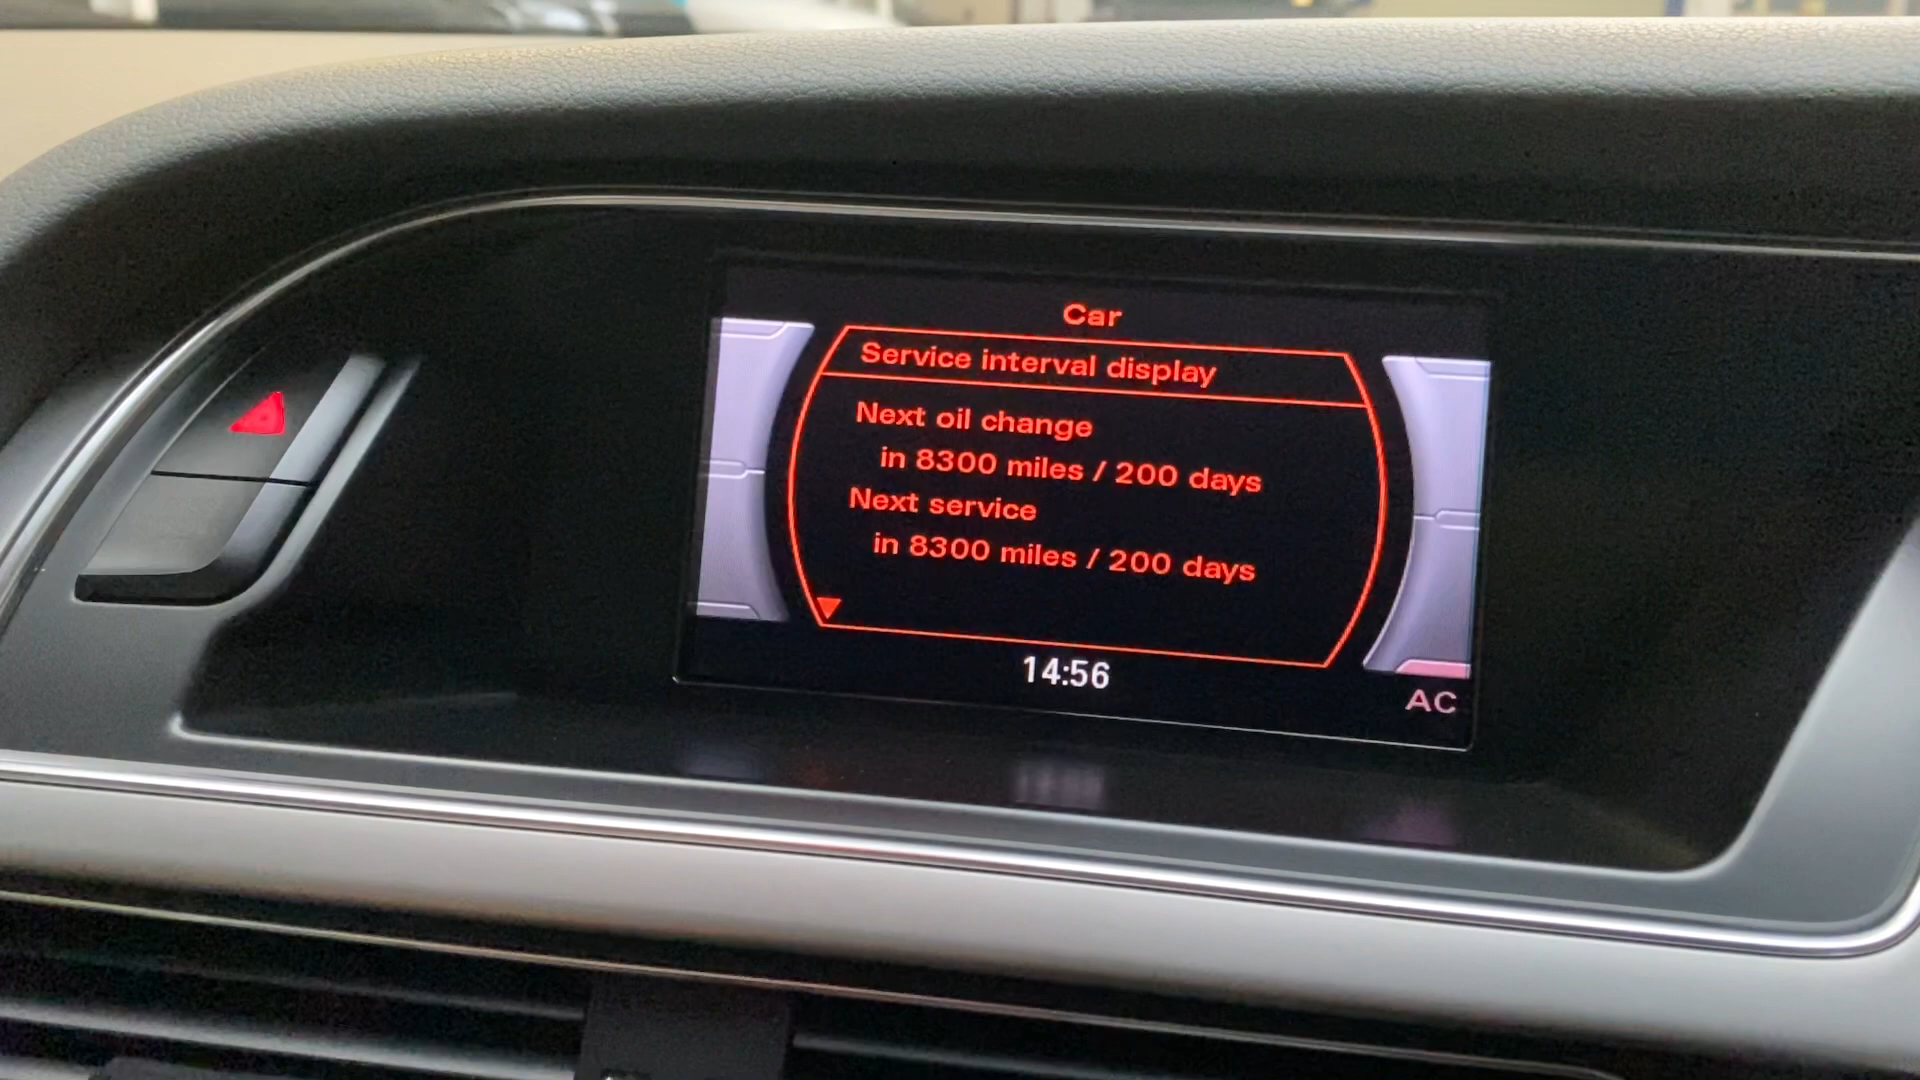 Car
Service interval display
Next oil change
in 8300 miles / 200 days
Next service
in 8300 miles / 200 days
14:56
AC